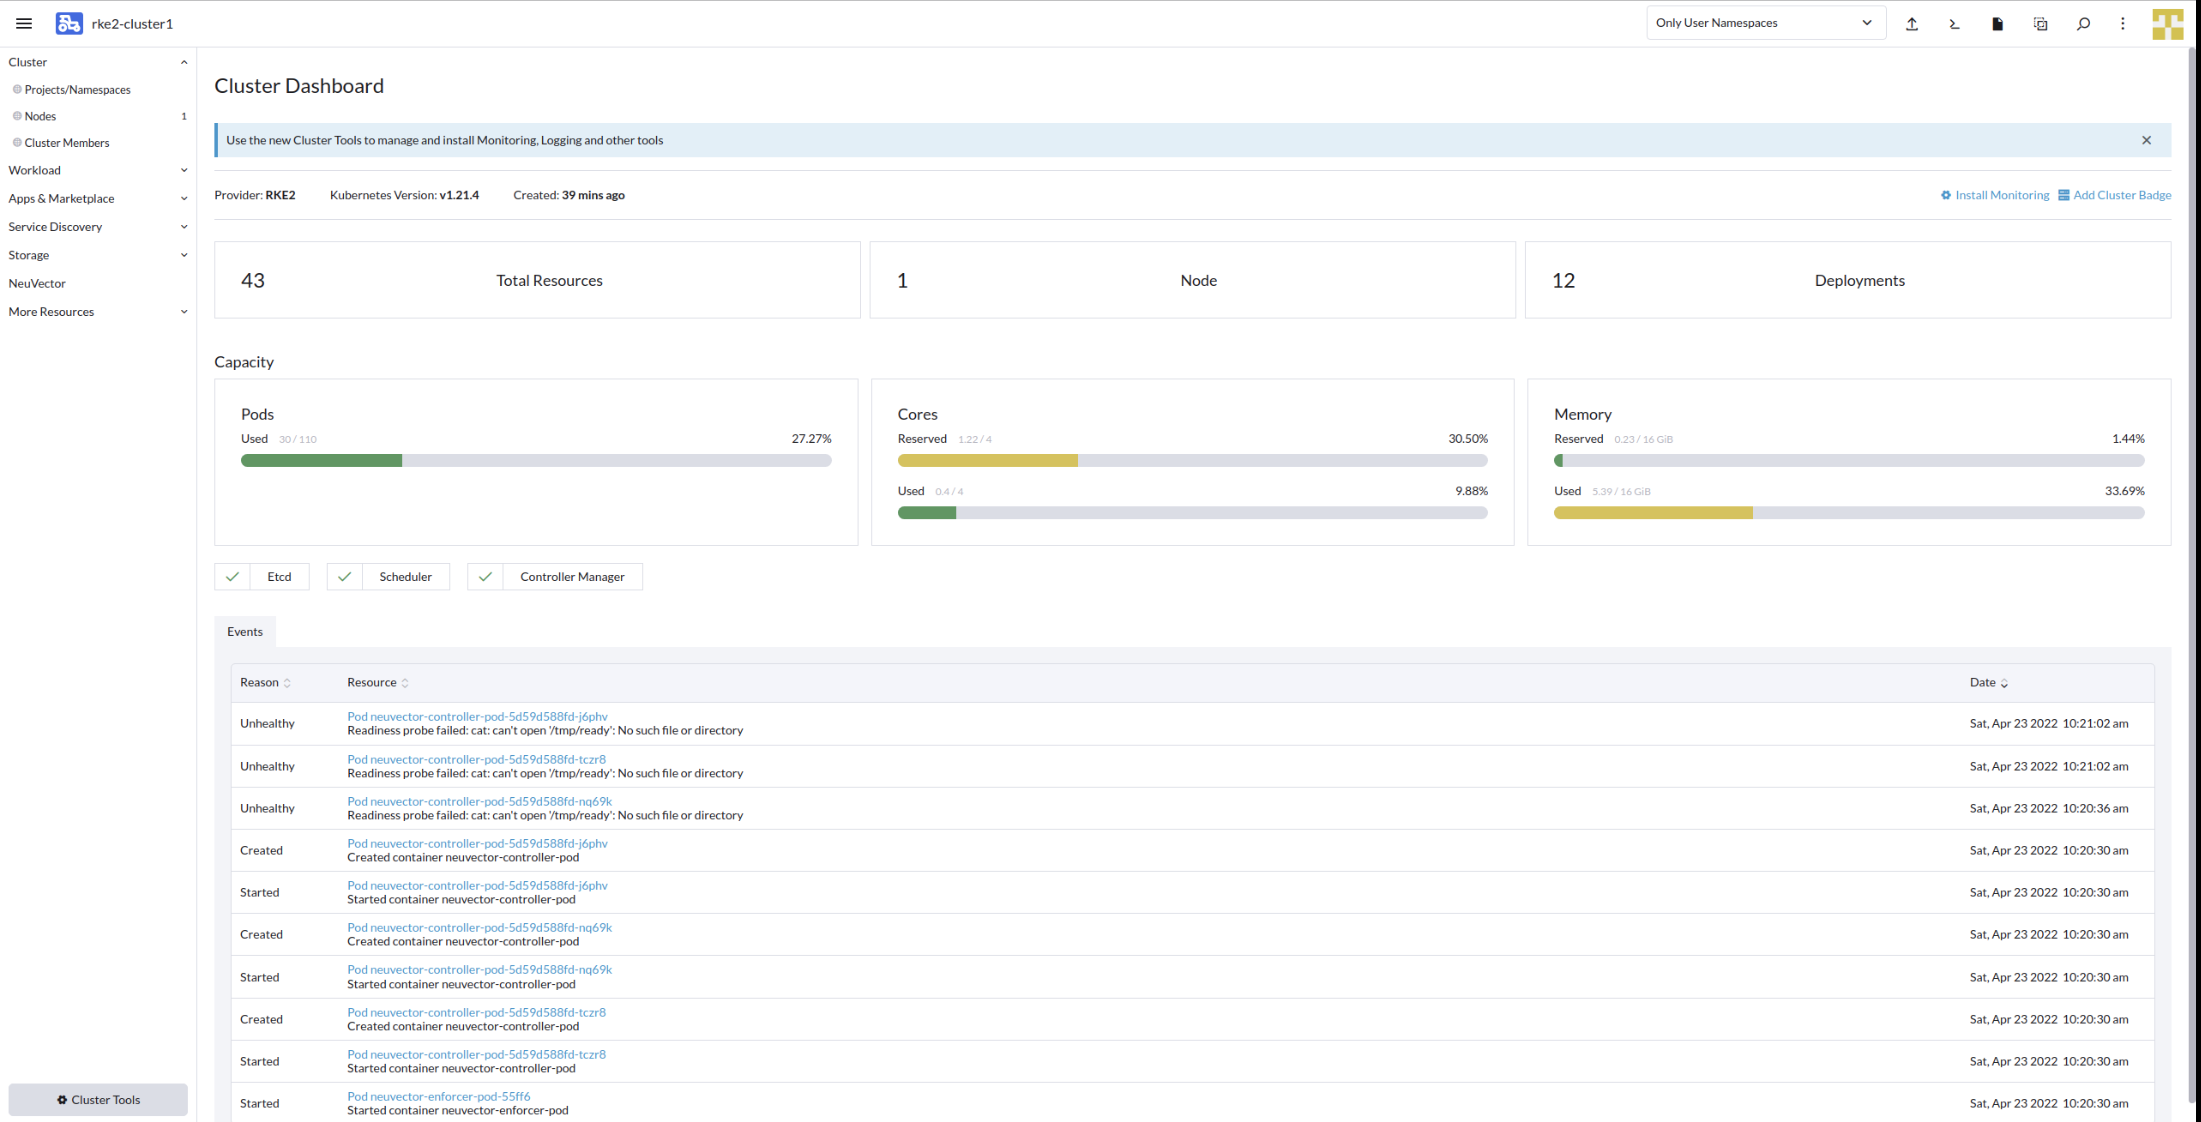 rke2-cluster1
Only User Namespaces
Cluster
Projects/Namespaces
Nodes 1
Cluster Members
Workload
Apps & Marketplace
Service Discovery
Storage
NeuVector
More Resources
Cluster Tools
Cluster Dashboard
Use the new Cluster Tools to manage and install Monitoring, Logging and other tools
Provider: RKE2 Kubernetes Version: v1.21.4 Created: 39 mins ago Install Monitoring Add Cluster Badge
43 Total Resources 1 Node 12 Deployments
Capacity
Pods
Used 30 / 110 27.27%
Cores
Reserved 1.22 / 4 30.50%
Used 0.4 / 4 9.88%
Memory
Reserved 0.23 / 16 GiB 1.44%
Used 5.39 / 16 GiB 33.69%
Etcd Scheduler Controller Manager
Events
Reason Resource Date
Unhealthy Pod neuvector-controller-pod-5d59d588fd-j6phv Sat, Apr 23 2022 10:21:02 am
Readiness probe failed: cat: can't open '/tmp/ready': No such file or directory
Unhealthy Pod neuvector-controller-pod-5d59d588fd-tczr8 Sat, Apr 23 2022 10:21:02 am
Readiness probe failed: cat: can't open '/tmp/ready': No such file or directory
Unhealthy Pod neuvector-controller-pod-5d59d588fd-nq69k Sat, Apr 23 2022 10:20:36 am
Readiness probe failed: cat: can't open '/tmp/ready': No such file or directory
Created Pod neuvector-controller-pod-5d59d588fd-j6phv Sat, Apr 23 2022 10:20:30 am
Created container neuvector-controller-pod
Started Pod neuvector-controller-pod-5d59d588fd-j6phv Sat, Apr 23 2022 10:20:30 am
Started container neuvector-controller-pod
Created Pod neuvector-controller-pod-5d59d588fd-nq69k Sat, Apr 23 2022 10:20:30 am
Created container neuvector-controller-pod
Started Pod neuvector-controller-pod-5d59d588fd-nq69k Sat, Apr 23 2022 10:20:30 am
Started container neuvector-controller-pod
Created Pod neuvector-controller-pod-5d59d588fd-tczr8 Sat, Apr 23 2022 10:20:30 am
Created container neuvector-controller-pod
Started Pod neuvector-controller-pod-5d59d588fd-tczr8 Sat, Apr 23 2022 10:20:30 am
Started container neuvector-controller-pod
Started Pod neuvector-enforcer-pod-55ff6 Sat, Apr 23 2022 10:20:30 am
Started container neuvector-enforcer-pod